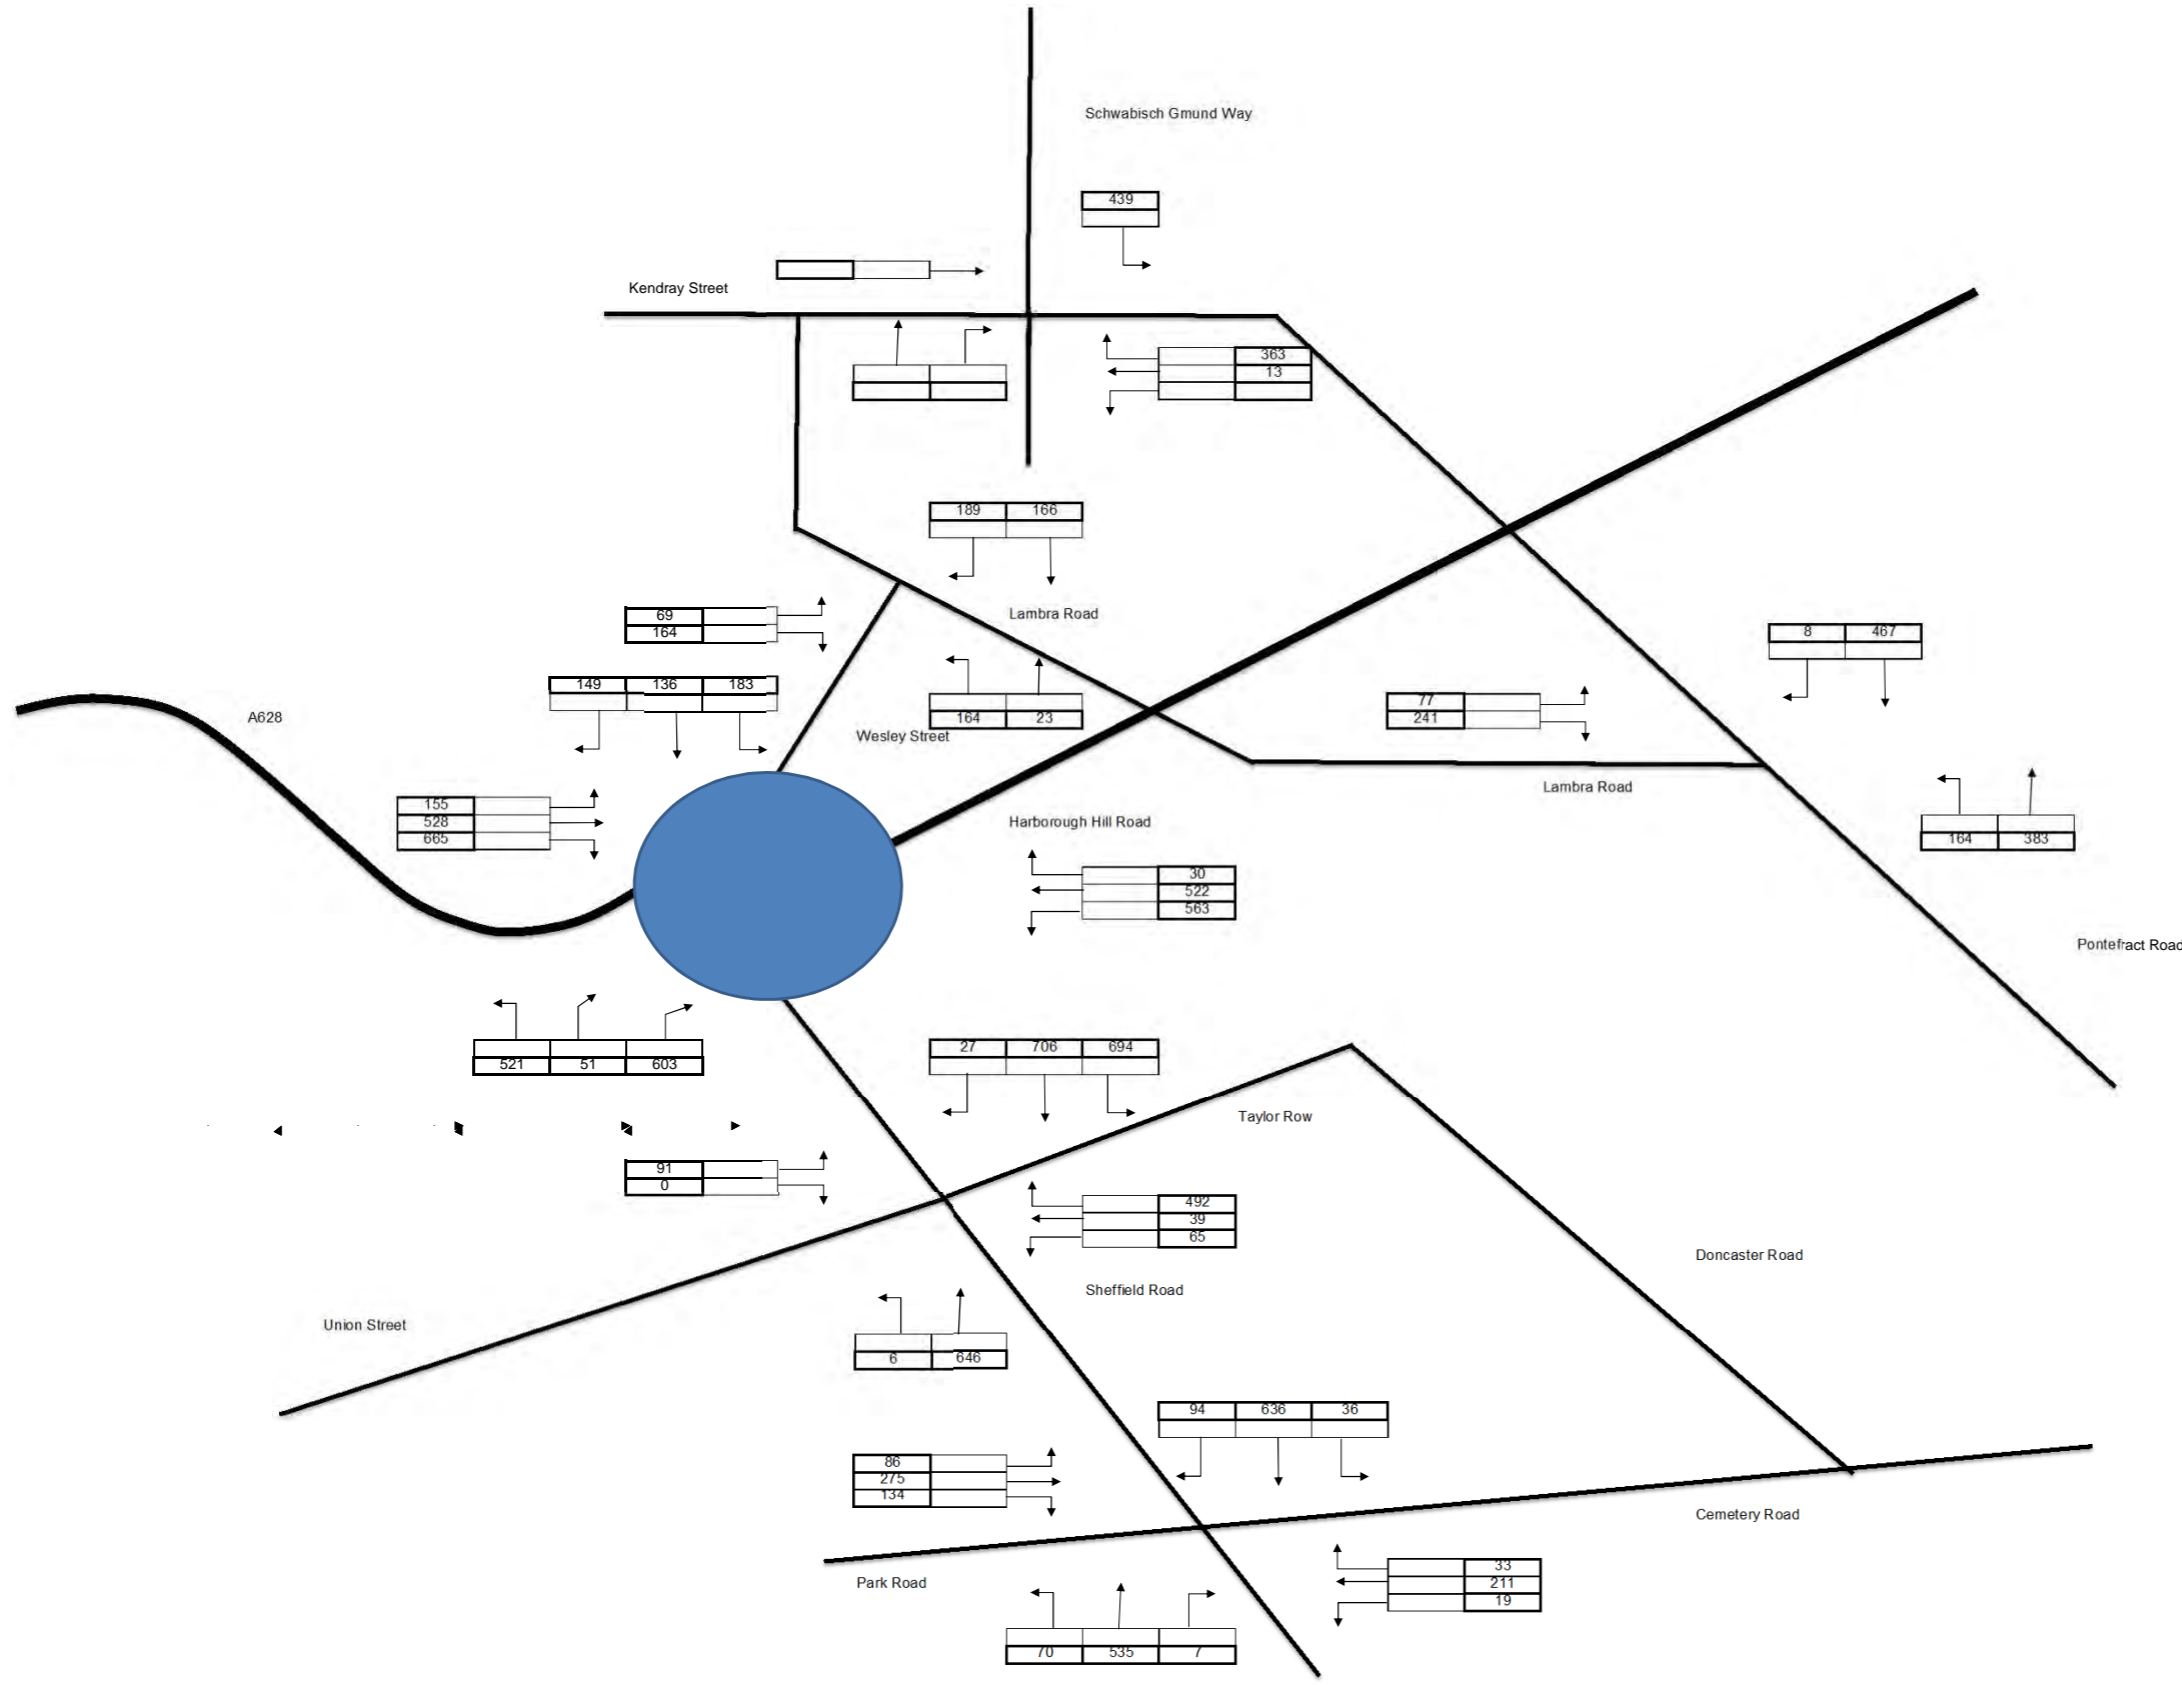 Schwabisch Gmund Way
439
Kendray Street
363
13
189 166
69
164
Lambra Road
8 467
149 136 183
A628
164 23
Wesley Street
77
241
Lambra Road
155
528
665
Harborough Hill Road
164 383
30
522
563
Pontefract Road
521 51 603
27 706 694
Taylor Row
91
0
492
39
65
Doncaster Road
Sheffield Road
Union Street
6 646
94 636 36
86
275
134
Cemetery Road
Park Road
33
211
19
70 535 7